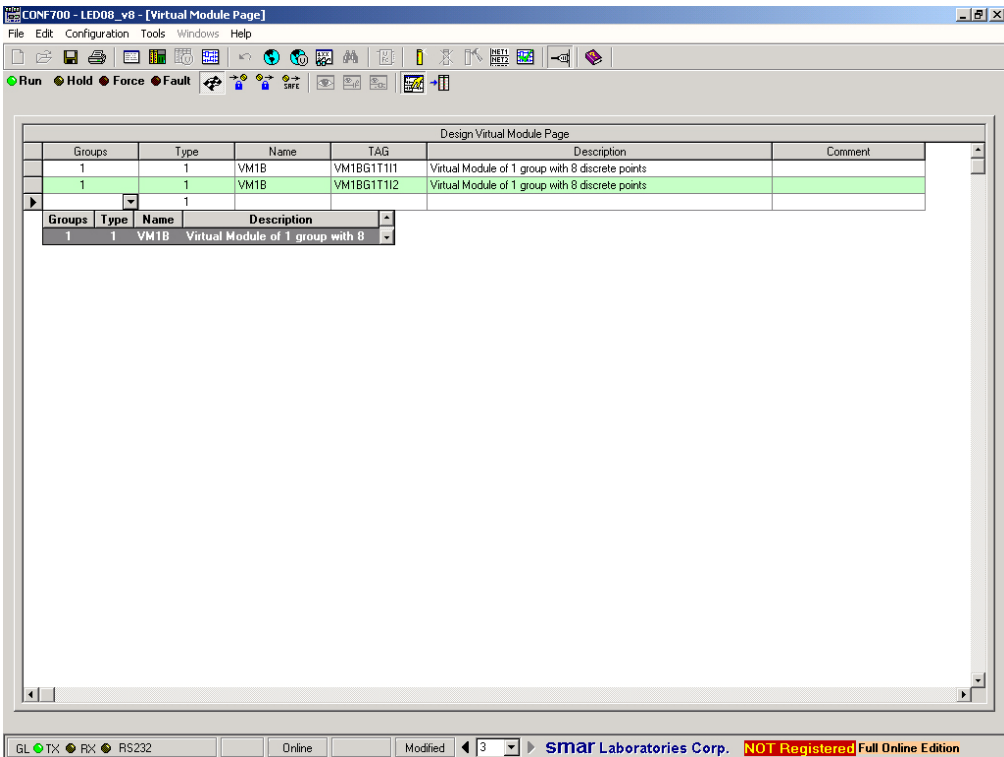 CONF700 - LED08_v8 - [Virtual Module Page]
File Edit Configuration Tools Windows Help
NET1
NET2
Run Hold Force Fault
SAFE
Design Virtual Module Page
Groups Type Name TAG Description Comment
1 1 VM1B VM1BG1T1I1 Virtual Module of 1 group with 8 discrete points
1 1 VM1B VM1BG1T1I2 Virtual Module of 1 group with 8 discrete points
1
Groups Type Name Description
1 1 VM1B Virtual Module of 1 group with 8
GL TX RX RS232 Online Modified 3 smar Laboratories Corp. NOT Registered Full Online Edition